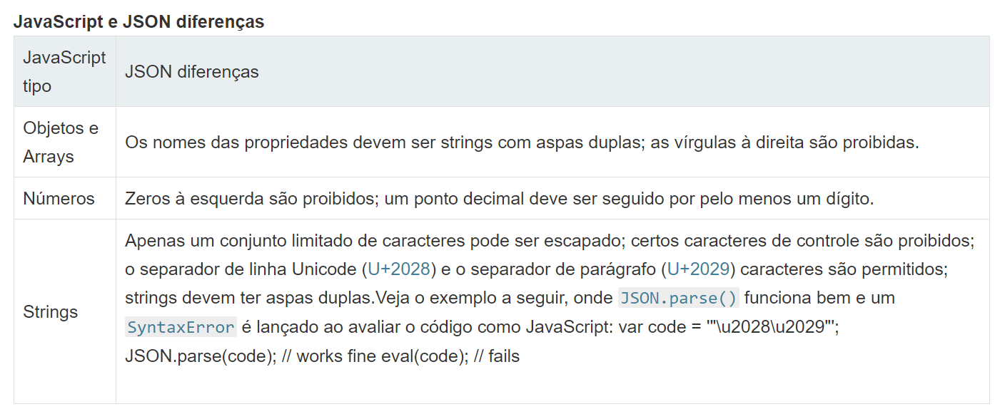 JavaScript e JSON diferenças
JavaScript
tipo
JSON diferenças
Objetos e
Arrays
Os nomes das propriedades devem ser strings com aspas duplas; as vírgulas à direita são proibidas.
Números
Zeros à esquerda são proibidos; um ponto decimal deve ser seguido por pelo menos um dígito.
Strings
Apenas um conjunto limitado de caracteres pode ser escapado; certos caracteres de controle são proibidos;
o separador de linha Unicode (U+2028) e o separador de parágrafo (U+2029) caracteres são permitidos;
strings devem ter aspas duplas.Veja o exemplo a seguir, onde JSON.parse() funciona bem e um
SyntaxError é lançado ao avaliar o código como JavaScript: var code = '"\u2028\u2029"';
JSON.parse(code); // works fine eval(code); // fails